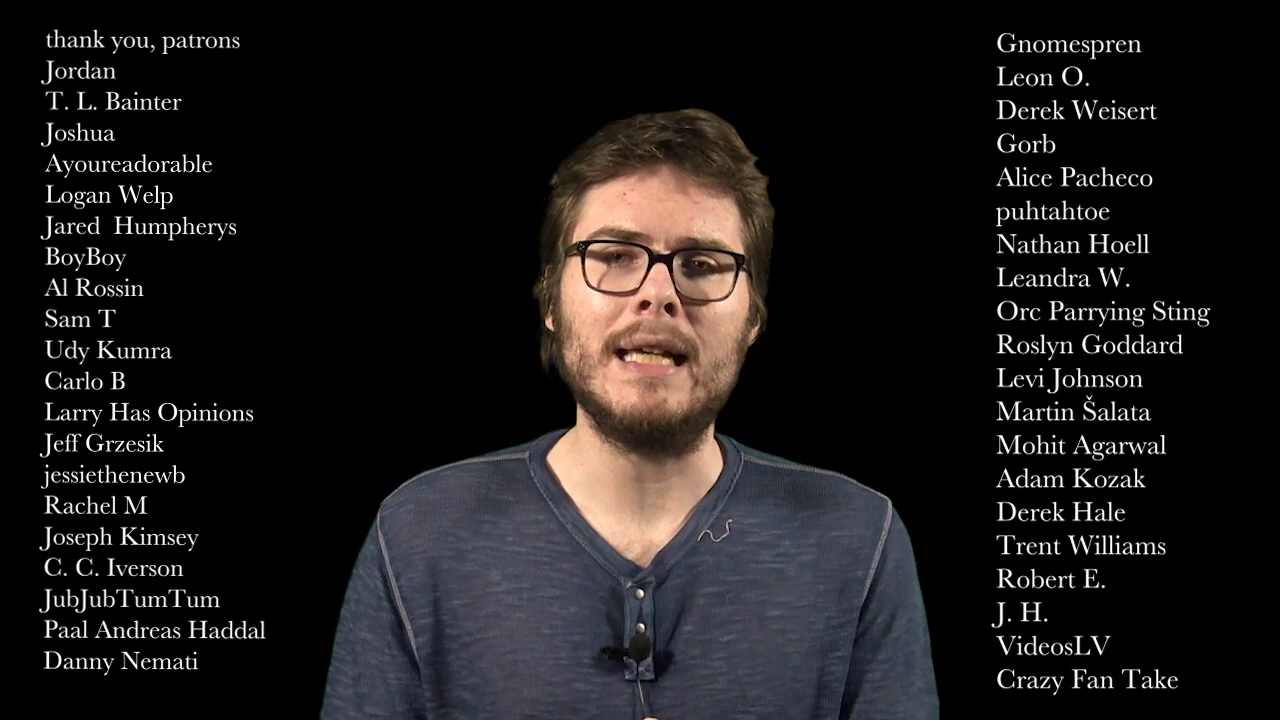 thank you, patrons
Jordan
T. L. Bainter
Joshua
Ayoureadorable
Logan Welp
Jared  Humpherys
BoyBoy
Al Rossin
Sam T
Udy Kumra
Carlo B
Larry Has Opinions
Jeff Grzesik
jessiethenewb
Rachel M
Joseph Kimsey
C. C. Iverson
JubJubTumTum
Paal Andreas Haddal
Danny Nemati
Gnomespren
Leon O.
Derek Weisert
Gorb
Alice Pacheco
puhtahtoe
Nathan Hoell
Leandra W.
Orc Parrying Sting
Roslyn Goddard
Levi Johnson
Martin Šalata
Mohit Agarwal
Adam Kozak
Derek Hale
Trent Williams
Robert E.
J. H.
VideosLV
Crazy Fan Take